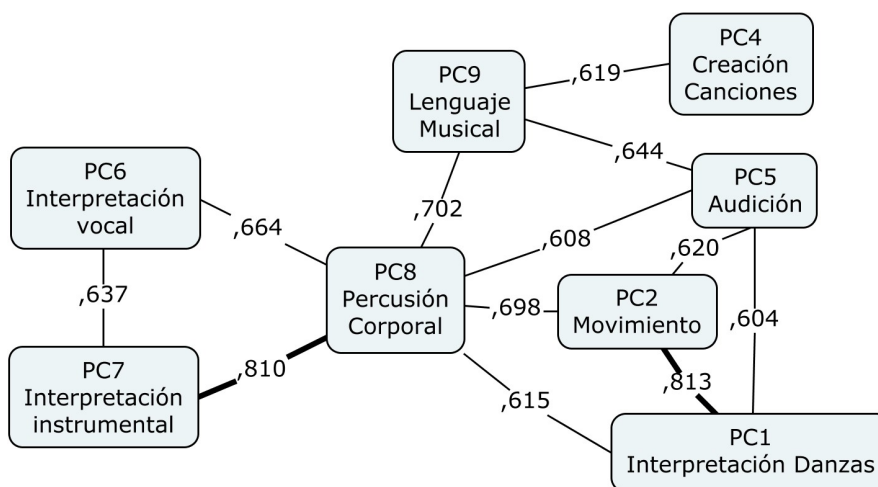 PC4
Creación
Canciones
,619
PC9
Lenguaje
Musical
,644
PC5
Audición
PC6
Interpretación
vocal
,664
,702
,608
,620
,637
PC8
Percusión
Corporal
,698
PC2
Movimiento
,604
PC7
Interpretación
instrumental
,810
,813
,615
PC1
Interpretación Danzas